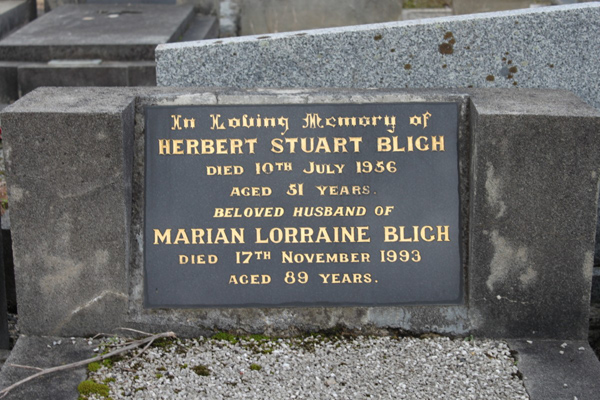 In Loving Memory of
HERBERT STUART BLIGH
DIED 10TH JULY 1956
AGED 51 YEARS.
BELOVED HUSBAND OF
MARIAN LORRAINE BLIGH
DIED 17TH NOVEMBER 1993
AGED 89 YEARS.